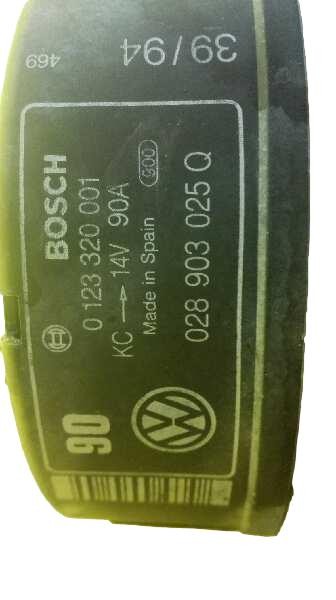 39/94
469
BOSCH
0 123 320 001
KC → 14V 90A
Made in Spain
028 903 025 Q
90